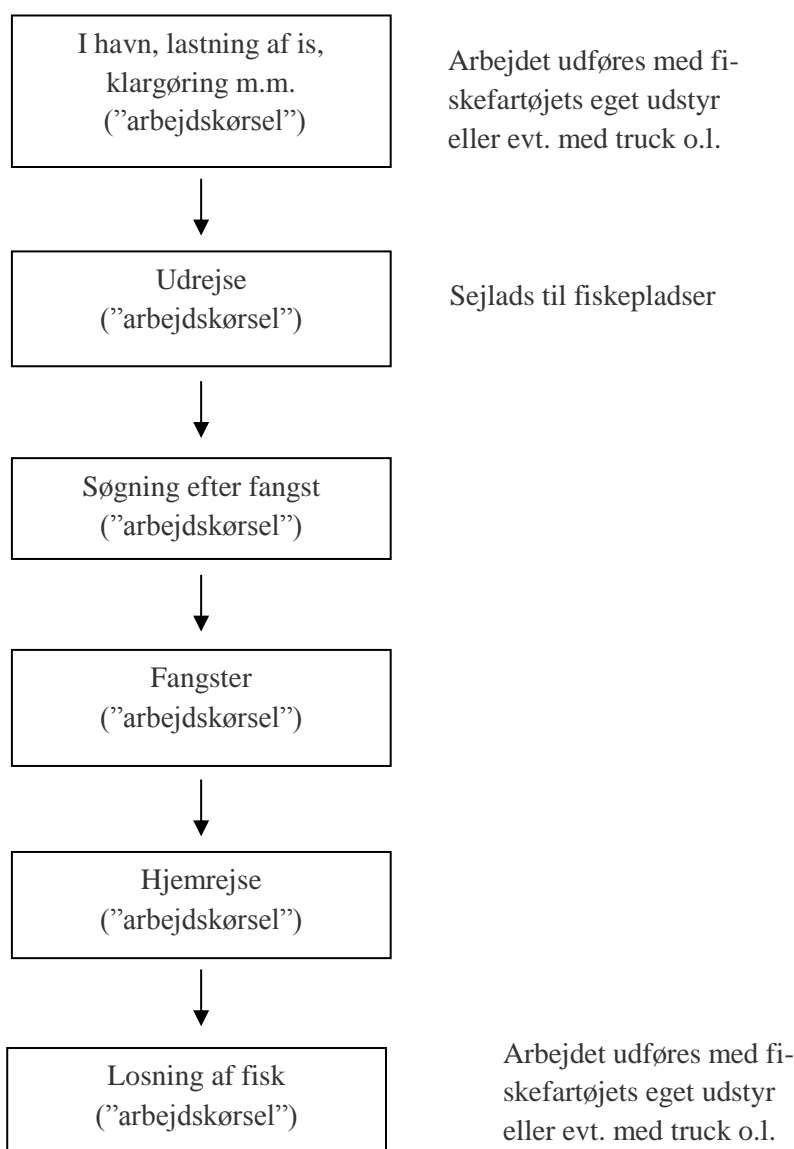 I havn, lastning af is,
klargøring m.m.
(”arbejdskørsel”)
Arbejdet udføres med fi-
skefartøjets eget udstyr
eller evt. med truck o.l.
Udrejse
(”arbejdskørsel”)
Sejlads til fiskepladser
Søgning efter fangst
(”arbejdskørsel”)
Fangster
(”arbejdskørsel”)
Hjemrejse
(”arbejdskørsel”)
Losning af fisk
(”arbejdskørsel”)
Arbejdet udføres med fi-
skefartøjets eget udstyr
eller evt. med truck o.l.